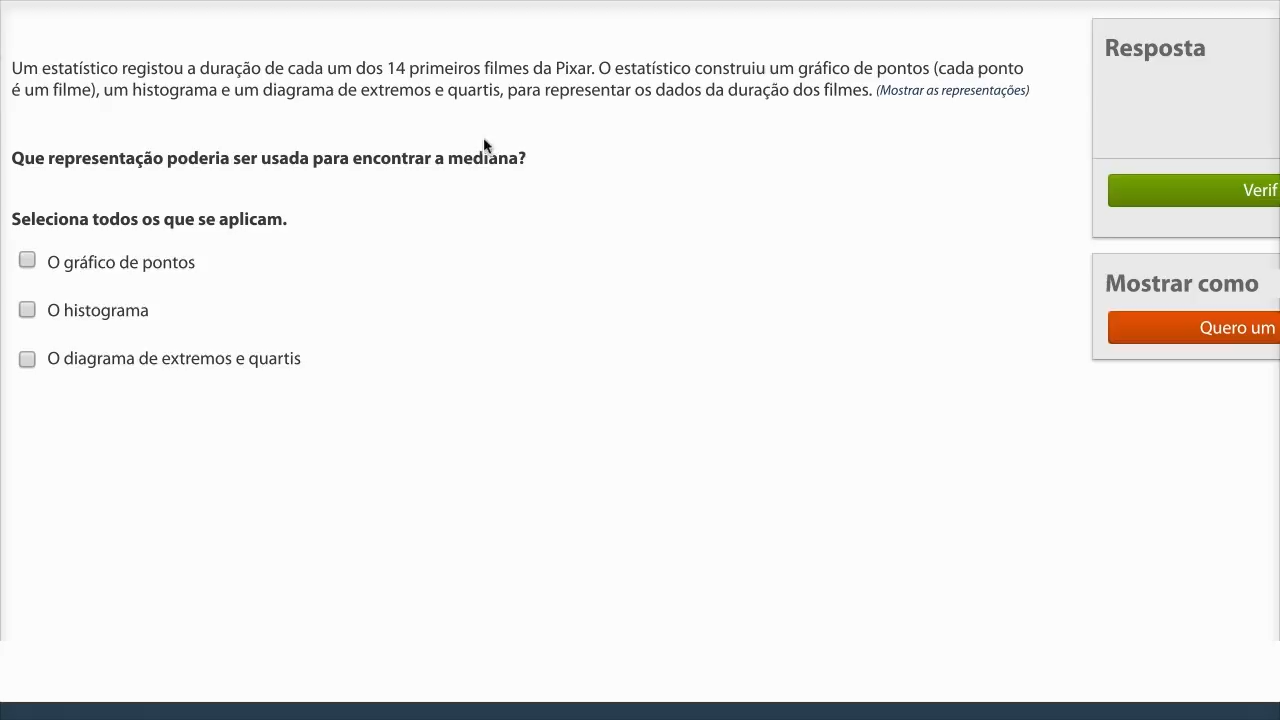 Um estatístico registou a duração de cada um dos 14 primeiros filmes da Pixar. O estatístico construiu um gráfico de pontos (cada ponto
é um filme), um histograma e um diagrama de extremos e quartis, para representar os dados da duração dos filmes. (Mostrar as representações)
Que representação poderia ser usada para encontrar a mediana?
Seleciona todos os que se aplicam.
O gráfico de pontos
O histograma
O diagrama de extremos e quartis
Resposta
Verif
Mostrar como
Quero um